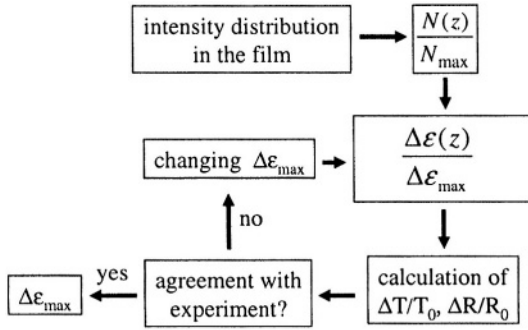 intensity distribution
in the film
N(z)
N_max
changing Δε_max
Δε(z)
Δε_max
no
yes
Δε_max
agreement with
experiment?
calculation of
ΔT/T_0, ΔR/R_0